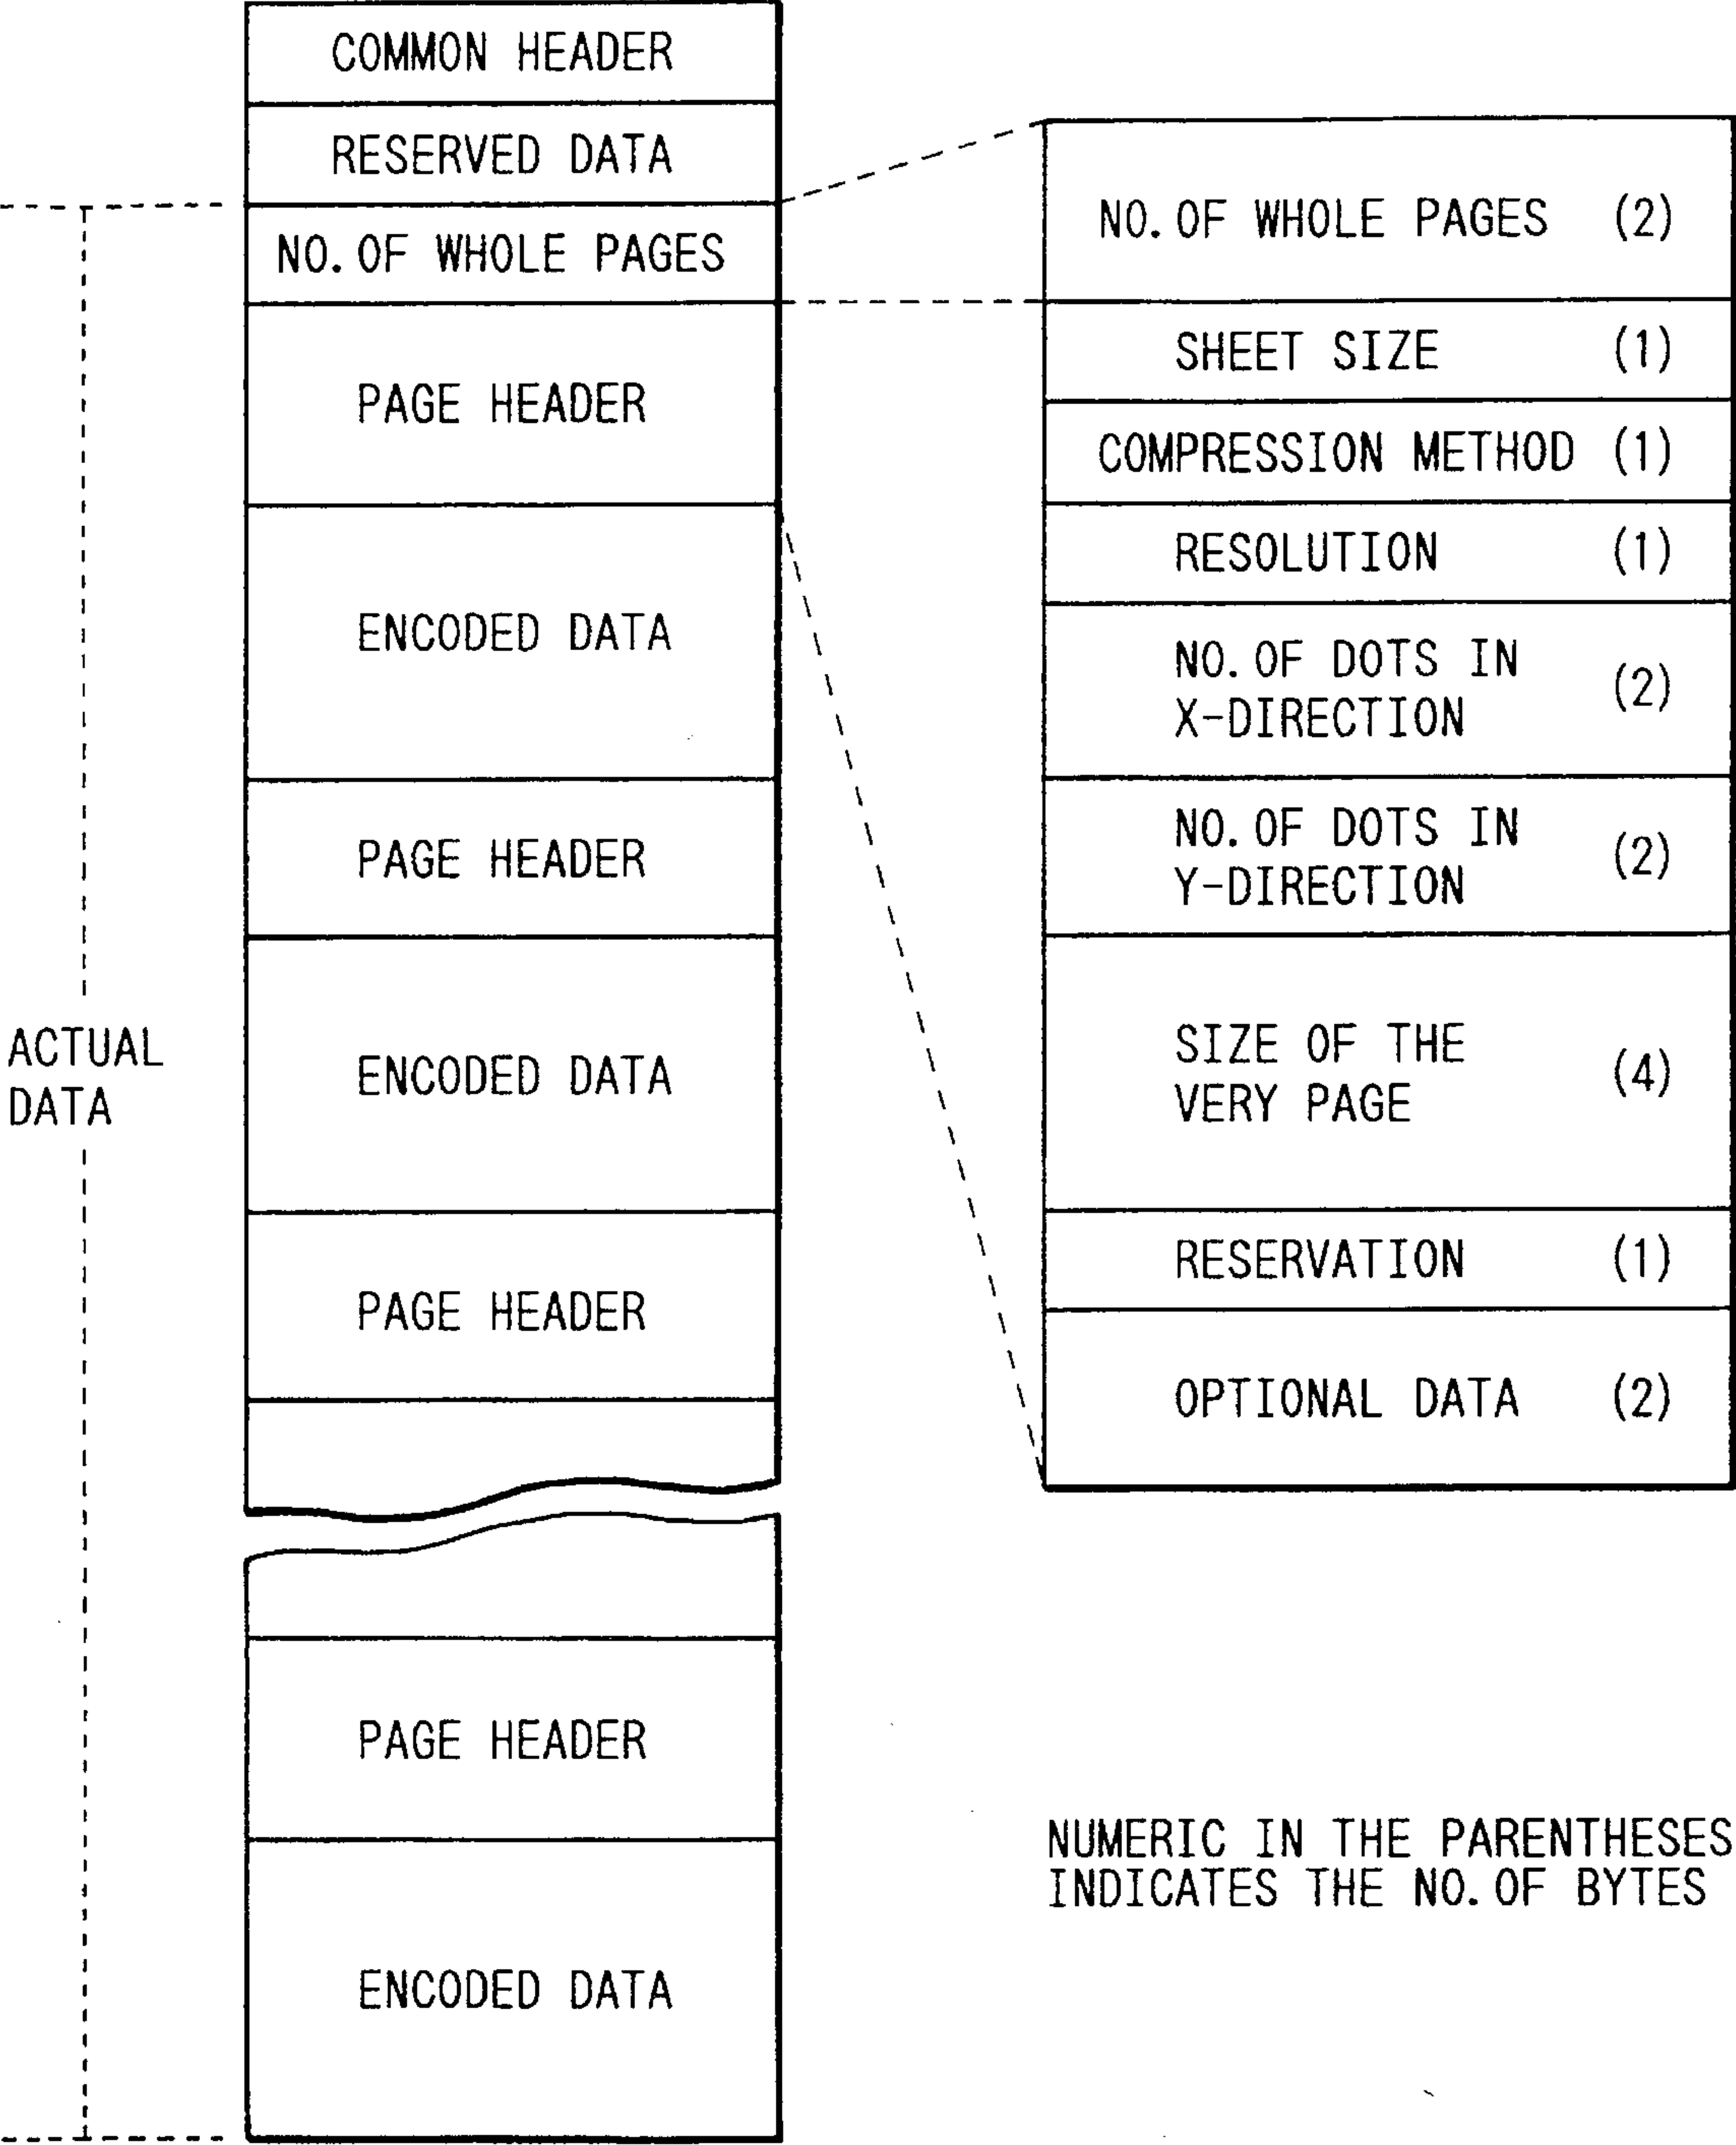 COMMON HEADER
RESERVED DATA
NO. OF WHOLE PAGES
PAGE HEADER
ENCODED DATA
PAGE HEADER
ENCODED DATA
PAGE HEADER
PAGE HEADER
ENCODED DATA
ACTUAL
DATA
NO. OF WHOLE PAGES (2)
SHEET SIZE (1)
COMPRESSION METHOD (1)
RESOLUTION (1)
NO. OF DOTS IN
X-DIRECTION (2)
NO. OF DOTS IN
Y-DIRECTION (2)
SIZE OF THE
VERY PAGE (4)
RESERVATION (1)
OPTIONAL DATA (2)
NUMERIC IN THE PARENTHESES
INDICATES THE NO. OF BYTES